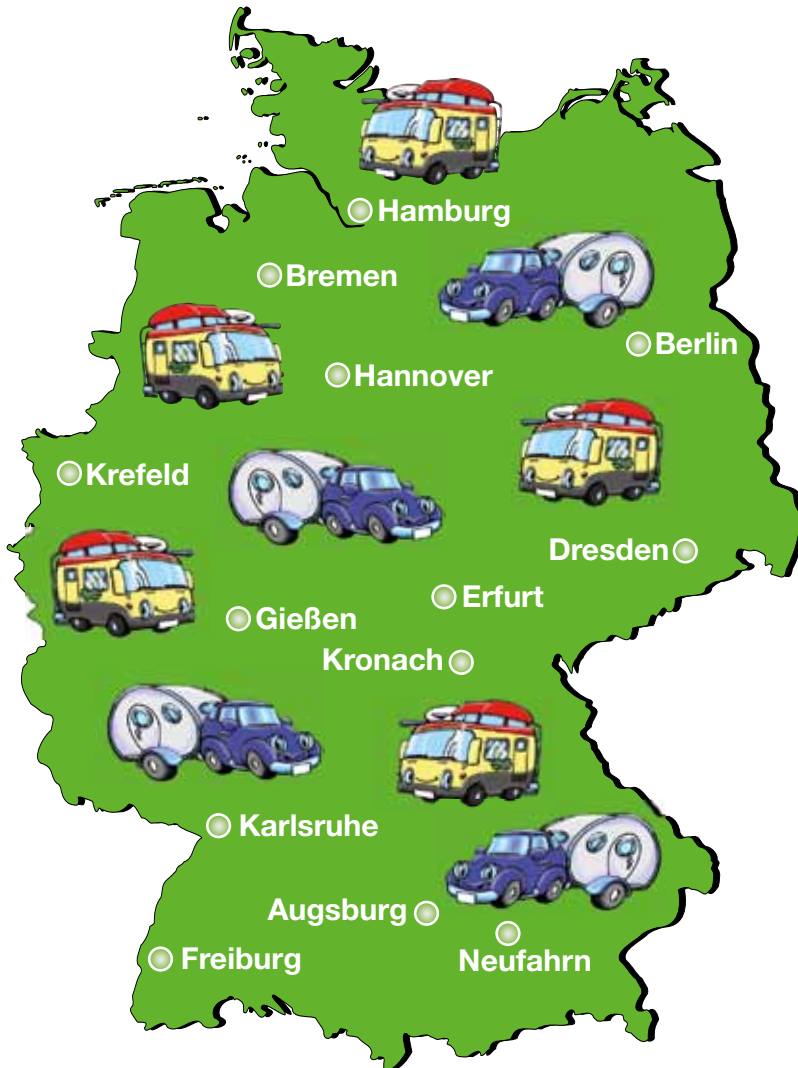 Hamburg
Bremen
Berlin
Hannover
Krefeld
Dresden
Erfurt
Gießen
Kronach
Karlsruhe
Augsburg
Neufahrn
Freiburg